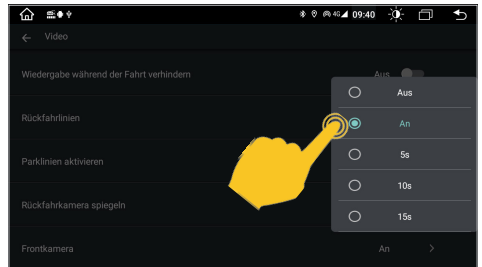 4G 09:40
Video
Wiedergabe während der Fahrt verhindern Aus
Aus
Rückfahrlinien
An
Parklinien aktivieren
5s
10s
Rückfahrkamera spiegeln
15s
Frontkamera An